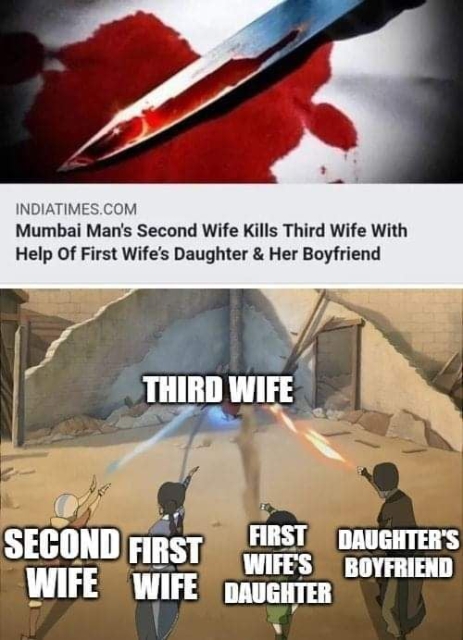 INDIATIMES.COM
Mumbai Man's Second Wife Kills Third Wife With
Help Of First Wife's Daughter & Her Boyfriend
THIRD WIFE
SECOND
WIFE
FIRST
WIFE
FIRST
WIFE'S
DAUGHTER
DAUGHTER'S
BOYFRIEND